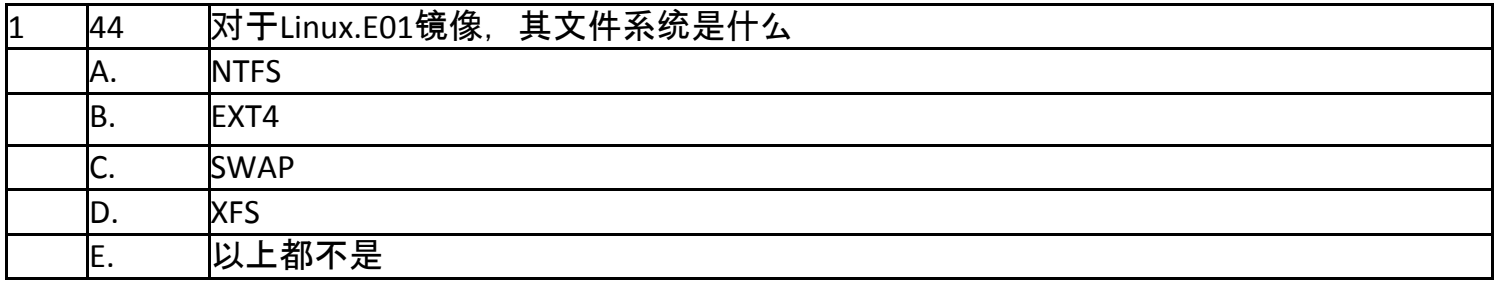 1 44 对于Linux.E01镜像，其文件系统是什么
A. NTFS
B. EXT4
C. SWAP
D. XFS
E. 以上都不是